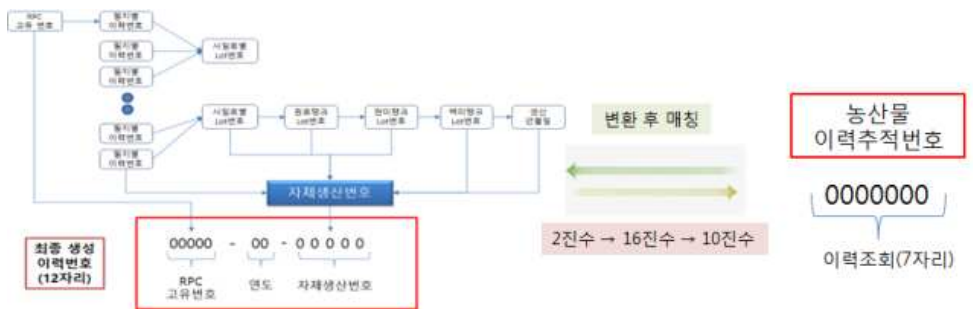 RPC
고유 번호
필지별
이력번호
필지별
이력번호
필지별
이력번호
사일로별
Lot번호
필지별
이력번호
필지별
이력번호
사일로별
Lot번호
원료탱크
Lot번호
현미탱크
Lot번호
백미탱크
Lot번호
생산
년월일
자체생산번호
최종 생성
이력번호
(12자리)
00000 - 00 - 0 0 0 0 0
RPC
고유번호
연도
자체생산번호
변환 후 매칭
2진수 → 16진수 → 10진수
농산물
이력추적번호
0000000
이력조회(7자리)